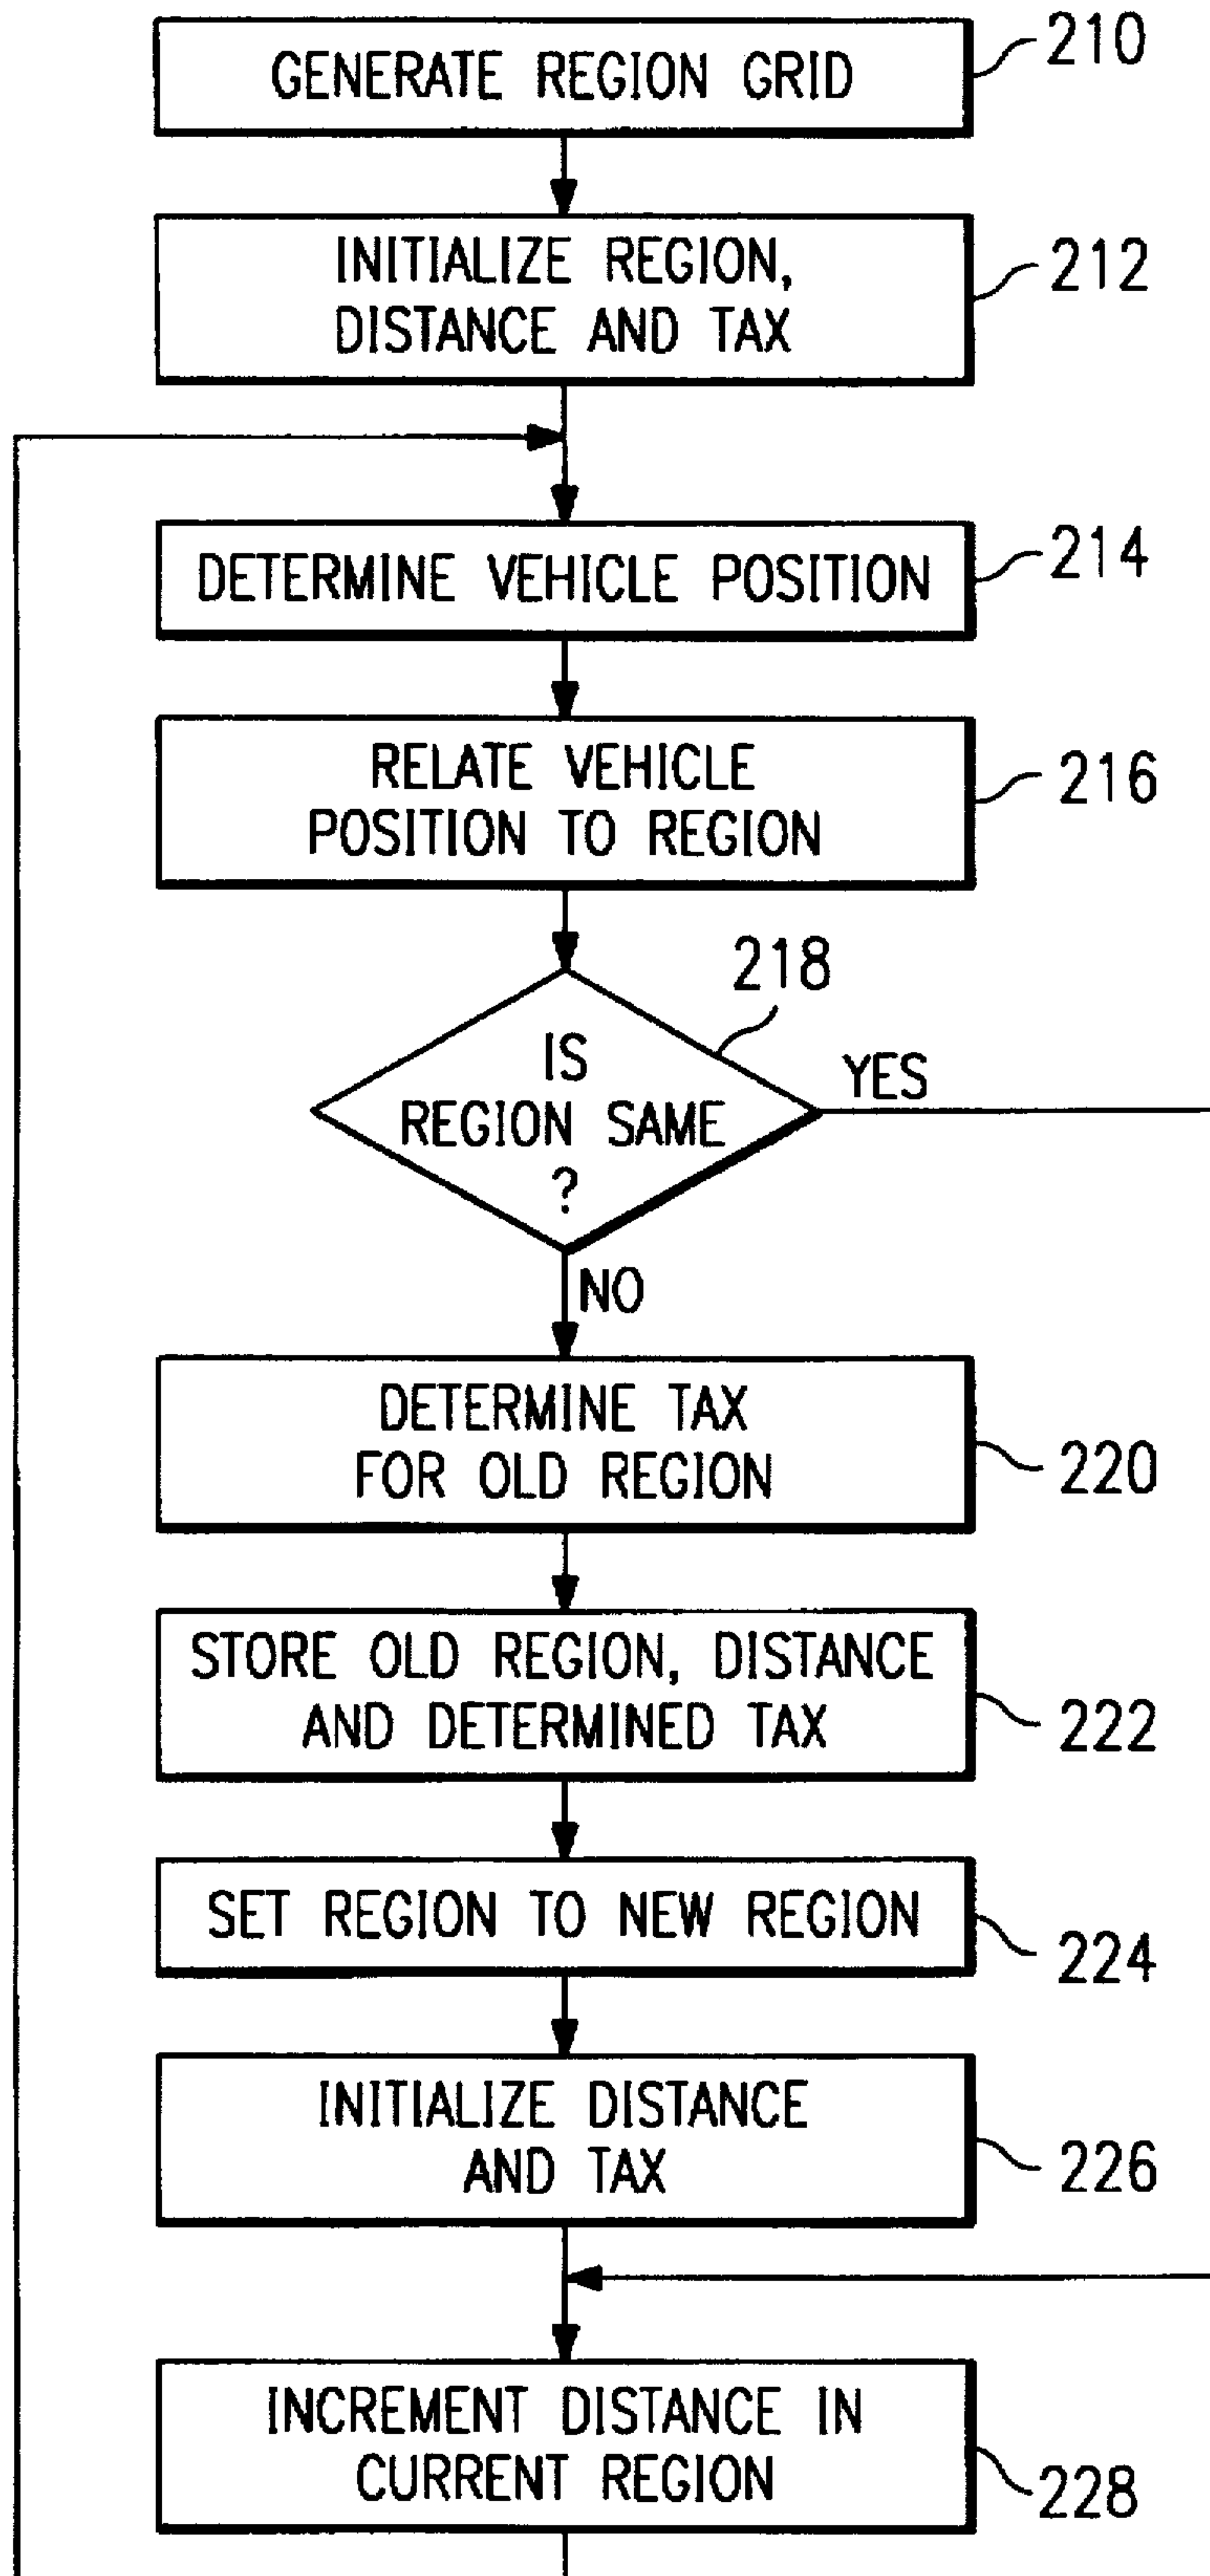 GENERATE REGION GRID
210
INITIALIZE REGION,
DISTANCE AND TAX
212
DETERMINE VEHICLE POSITION
214
RELATE VEHICLE
POSITION TO REGION
216
218
IS
REGION SAME
?
YES
NO
DETERMINE TAX
FOR OLD REGION
220
STORE OLD REGION, DISTANCE
AND DETERMINED TAX
222
SET REGION TO NEW REGION
224
INITIALIZE DISTANCE
AND TAX
226
INCREMENT DISTANCE IN
CURRENT REGION
228